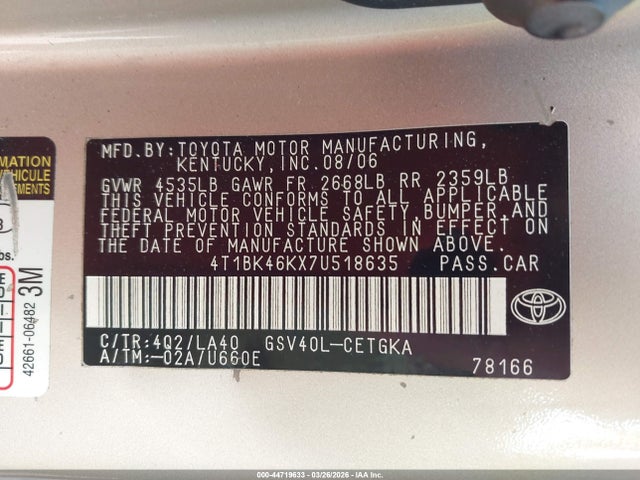 MFD.BY: TOYOTA MOTOR MANUFACTURING,
KENTUCKY, INC. 08/06
GVWR 4535LB GAWR FR 2668LB RR 2359LB
THIS VEHICLE CONFORMS TO ALL APPLICABLE
FEDERAL MOTOR VEHICLE SAFETY, BUMPER, AND
THEFT PREVENTION STANDARDS IN EFFECT ON
THE DATE OF MANUFACTURE SHOWN ABOVE.
4T1BK46KX7U518635 PASS.CAR
C/TR:4Q2/LA40 GSV40L-CETGKA
A/TM:-02A/U660E
78166
42661-06482 3M
000-44719633 | 03/26/2026 | IAA Inc.